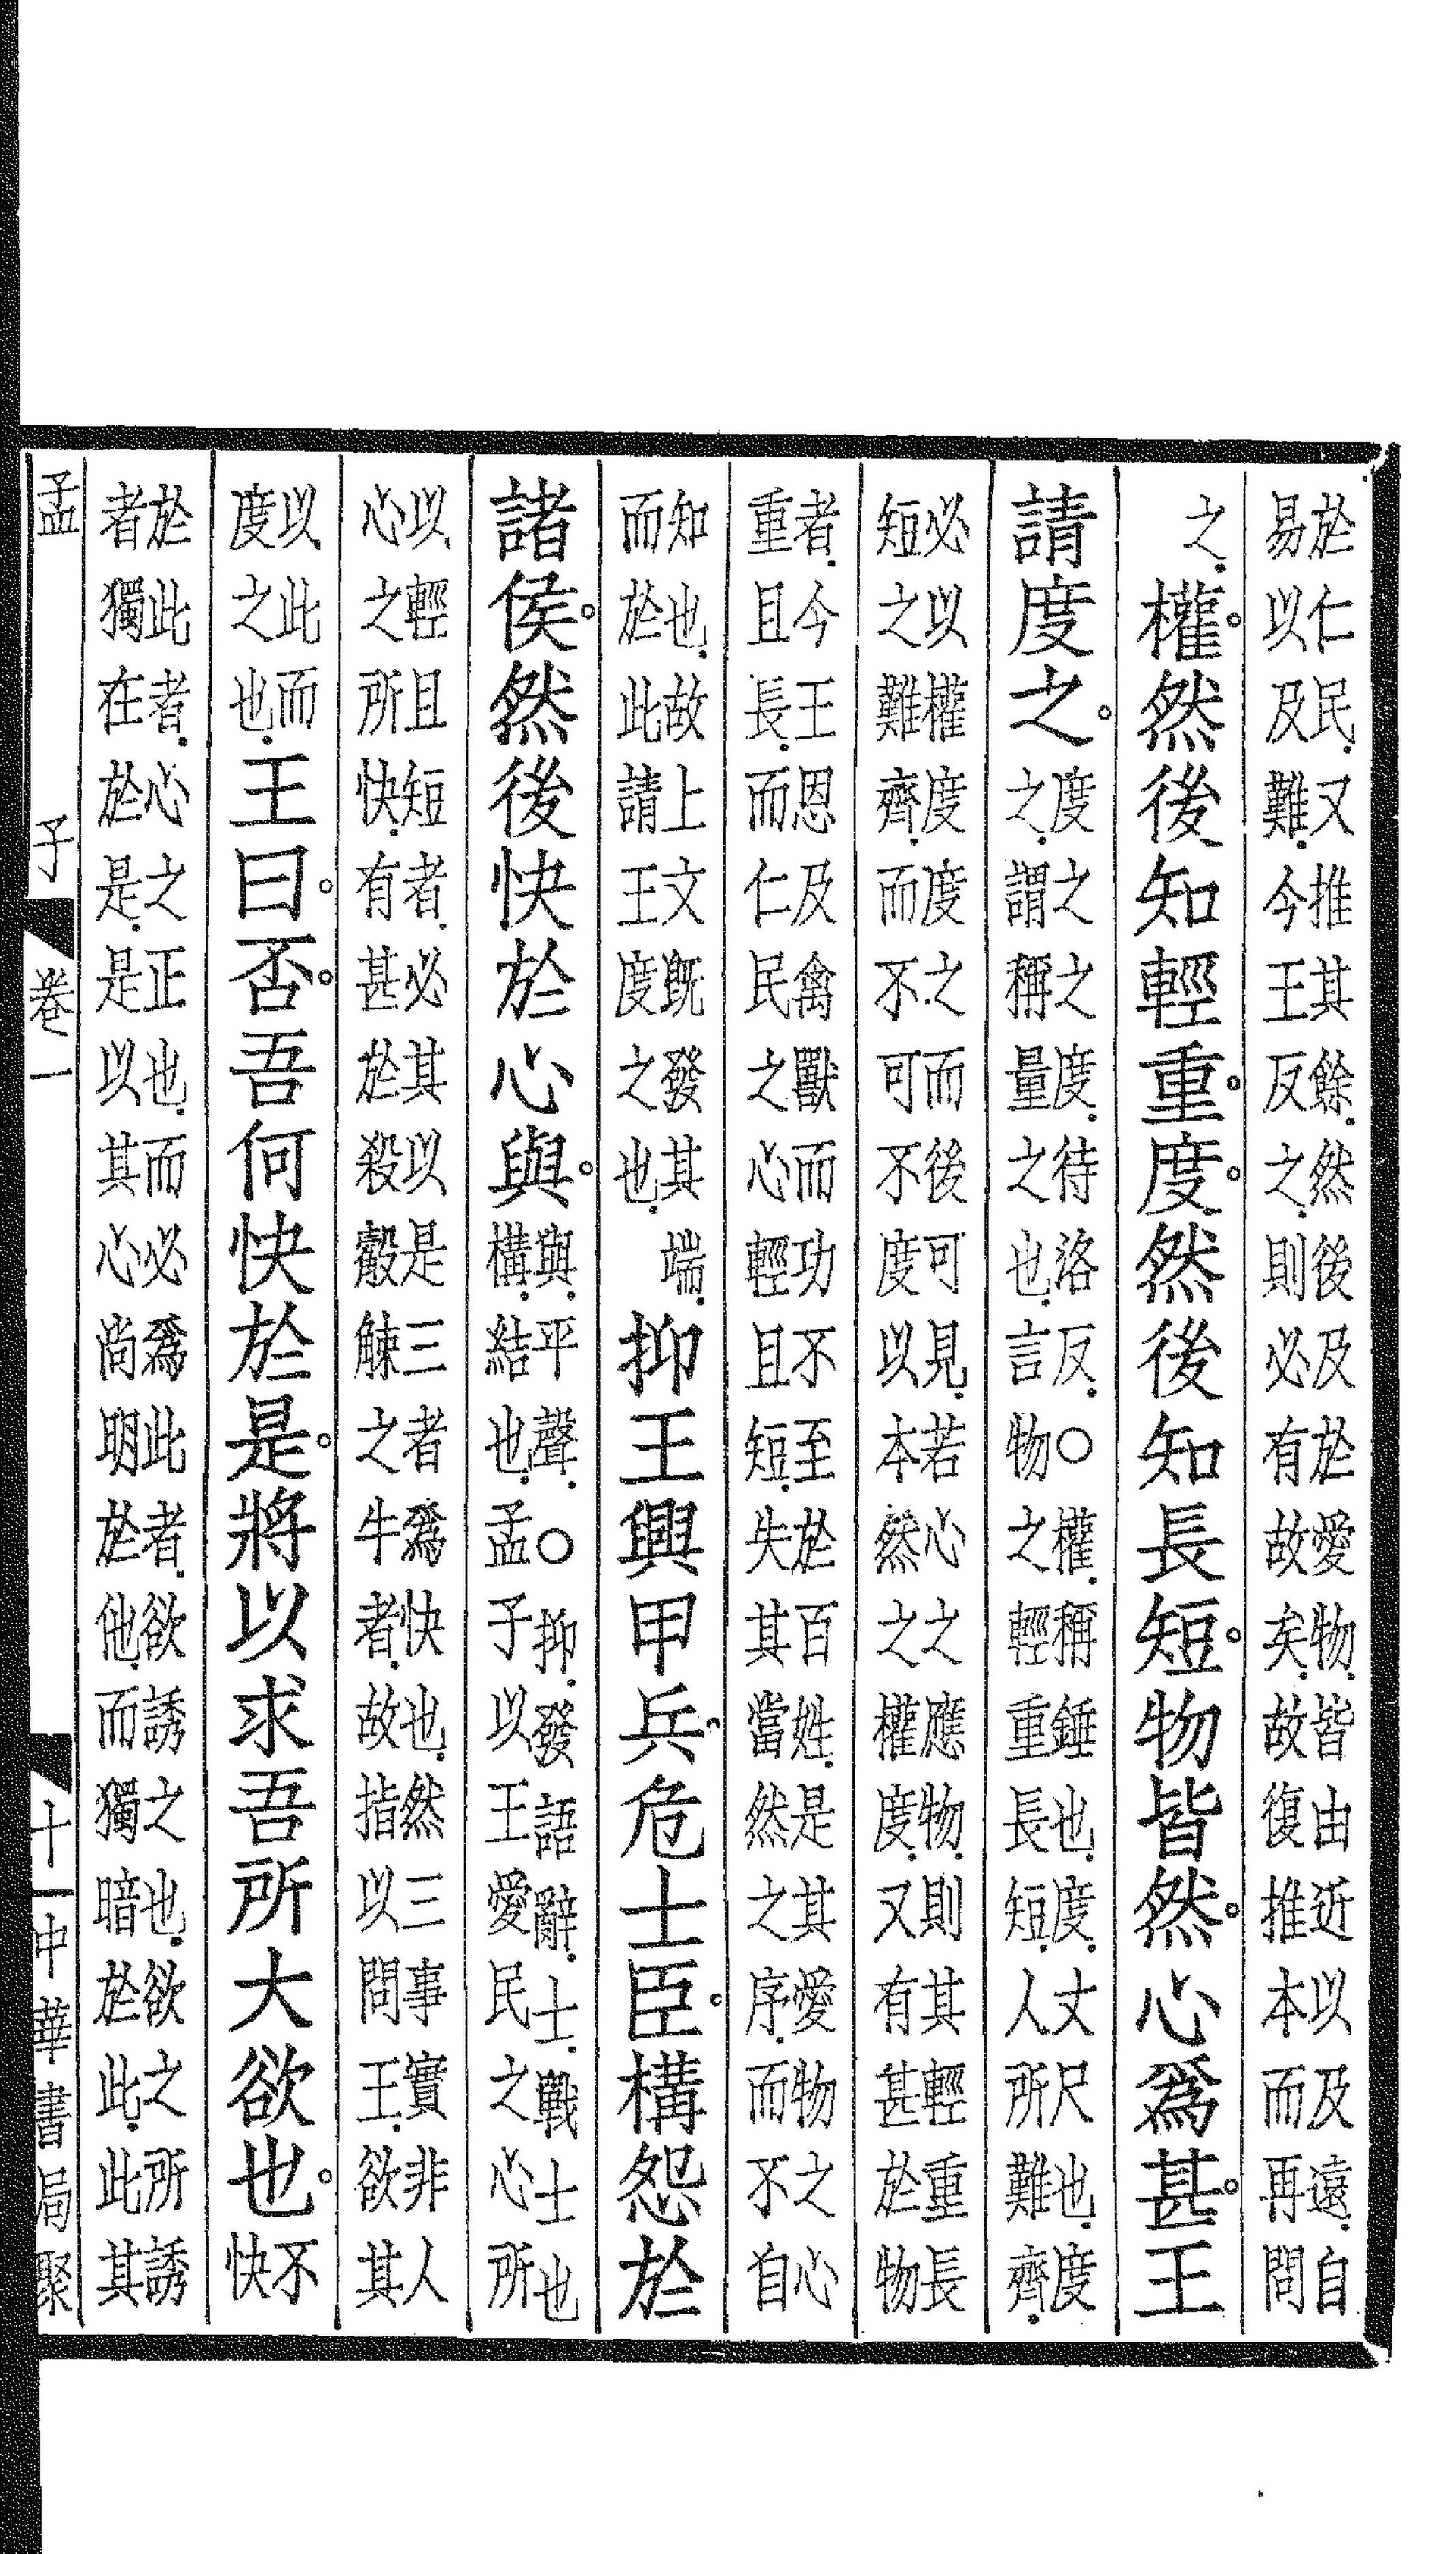 於仁民.又推其餘.然後及於愛物.皆由近以及遠.自
易以及難.今王反之.則必有故矣.故復推本而再問
之.權。然後知輕重。度。然後知長短。物皆然。心爲甚。王
請度之。
度之之度.待洛反.○權.稱錘也.度.丈尺也.度
之.謂稱量之也.言物之輕重長短.人所難齊.
必以權度度之而後可見.若心之應物.則其輕重長
短之難齊.而不可不度以本然之權度.又有甚於物
者.今王恩及禽獸而功不至於百姓.是其愛物之心
重且長.而仁民之心輕且短.失其當然之序.而不自
知也.故上文既發其端.
而於此請王度之也.
抑王興甲兵。危士臣。構怨於
諸侯。然後快於心與。
與.平聲.○抑.發語辭.士.戰士也
構.結也.孟子以王愛民之心所
以輕且短者.必其以是三者爲快也.然三事實非人
心之所快.有甚於殺觳觫之牛者.故指以問王.欲其
以此而
度之也.
王曰。否。吾何快於是。將以求吾所大欲也。
不
快
於此者.心之正也.而必爲此者.欲誘之也.欲之所誘
者獨在於是.是以其心尚明於他.而獨暗於此.此其
孟子 卷一 十一 中華書局聚